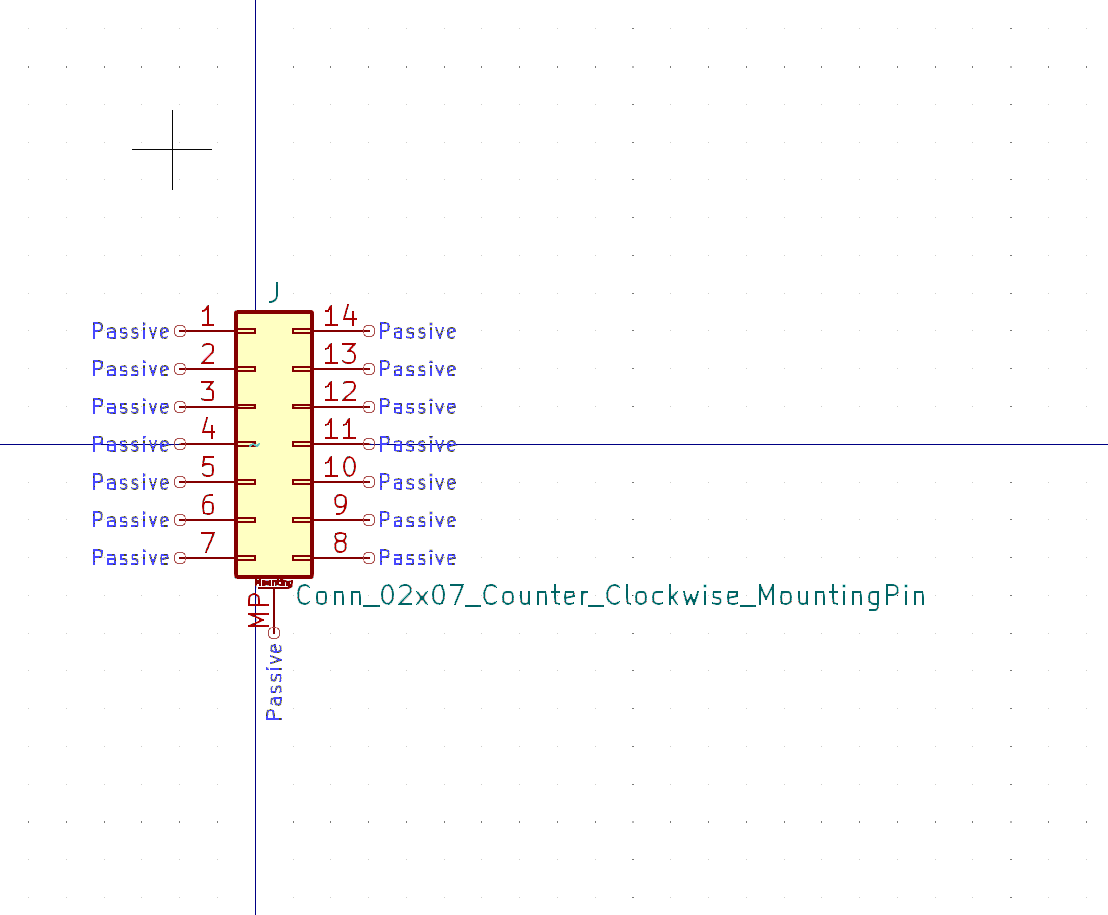 J
1 14
Passive Passive
2 13
Passive Passive
3 12
Passive Passive
4 11
Passive Passive
5 10
Passive Passive
6 9
Passive Passive
7 8
Passive Passive
Mounting
Conn_02x07_Counter_Clockwise_MountingPin
MP
Passive